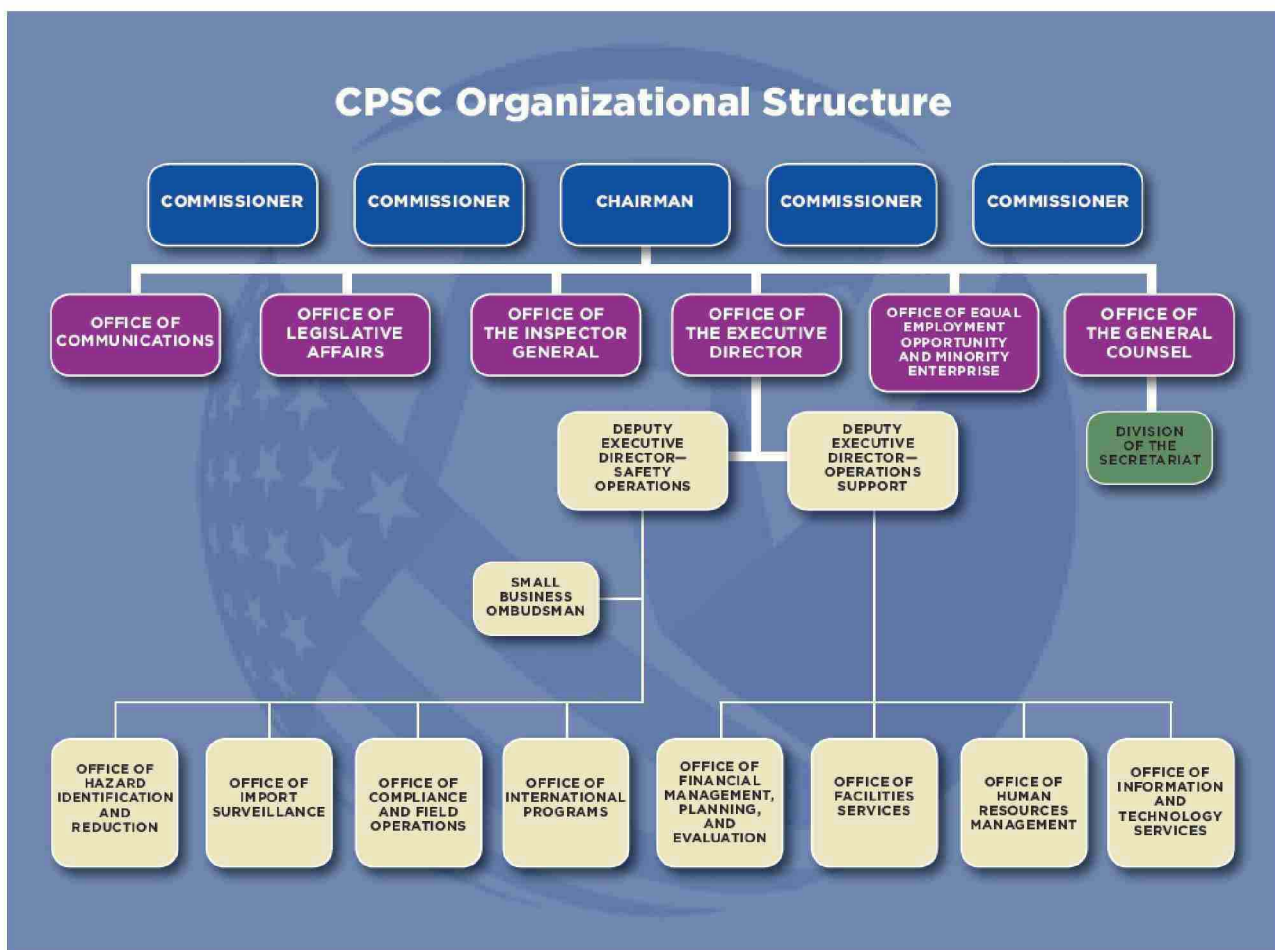 CPSC Organizational Structure
COMMISSIONER
COMMISSIONER
CHAIRMAN
COMMISSIONER
COMMISSIONER
OFFICE OF
COMMUNICATIONS
OFFICE OF
LEGISLATIVE
AFFAIRS
OFFICE OF
THE INSPECTOR
GENERAL
OFFICE OF
THE EXECUTIVE
DIRECTOR
OFFICE OF EQUAL
EMPLOYMENT
OPPORTUNITY
AND MINORITY
ENTERPRISE
OFFICE OF
THE GENERAL
COUNSEL
DEPUTY
EXECUTIVE
DIRECTOR—
SAFETY
OPERATIONS
DEPUTY
EXECUTIVE
DIRECTOR—
OPERATIONS
SUPPORT
DIVISION
OF THE
SECRETARIAT
SMALL
BUSINESS
OMBUDSMAN
OFFICE OF
HAZARD
IDENTIFICATION
AND
REDUCTION
OFFICE OF
IMPORT
SURVEILLANCE
OFFICE OF
COMPLIANCE
AND FIELD
OPERATIONS
OFFICE OF
INTERNATIONAL
PROGRAMS
OFFICE OF
FINANCIAL
MANAGEMENT,
PLANNING,
AND
EVALUATION
OFFICE OF
FACILITIES
SERVICES
OFFICE OF
HUMAN
RESOURCES
MANAGEMENT
OFFICE OF
INFORMATION
AND
TECHNOLOGY
SERVICES